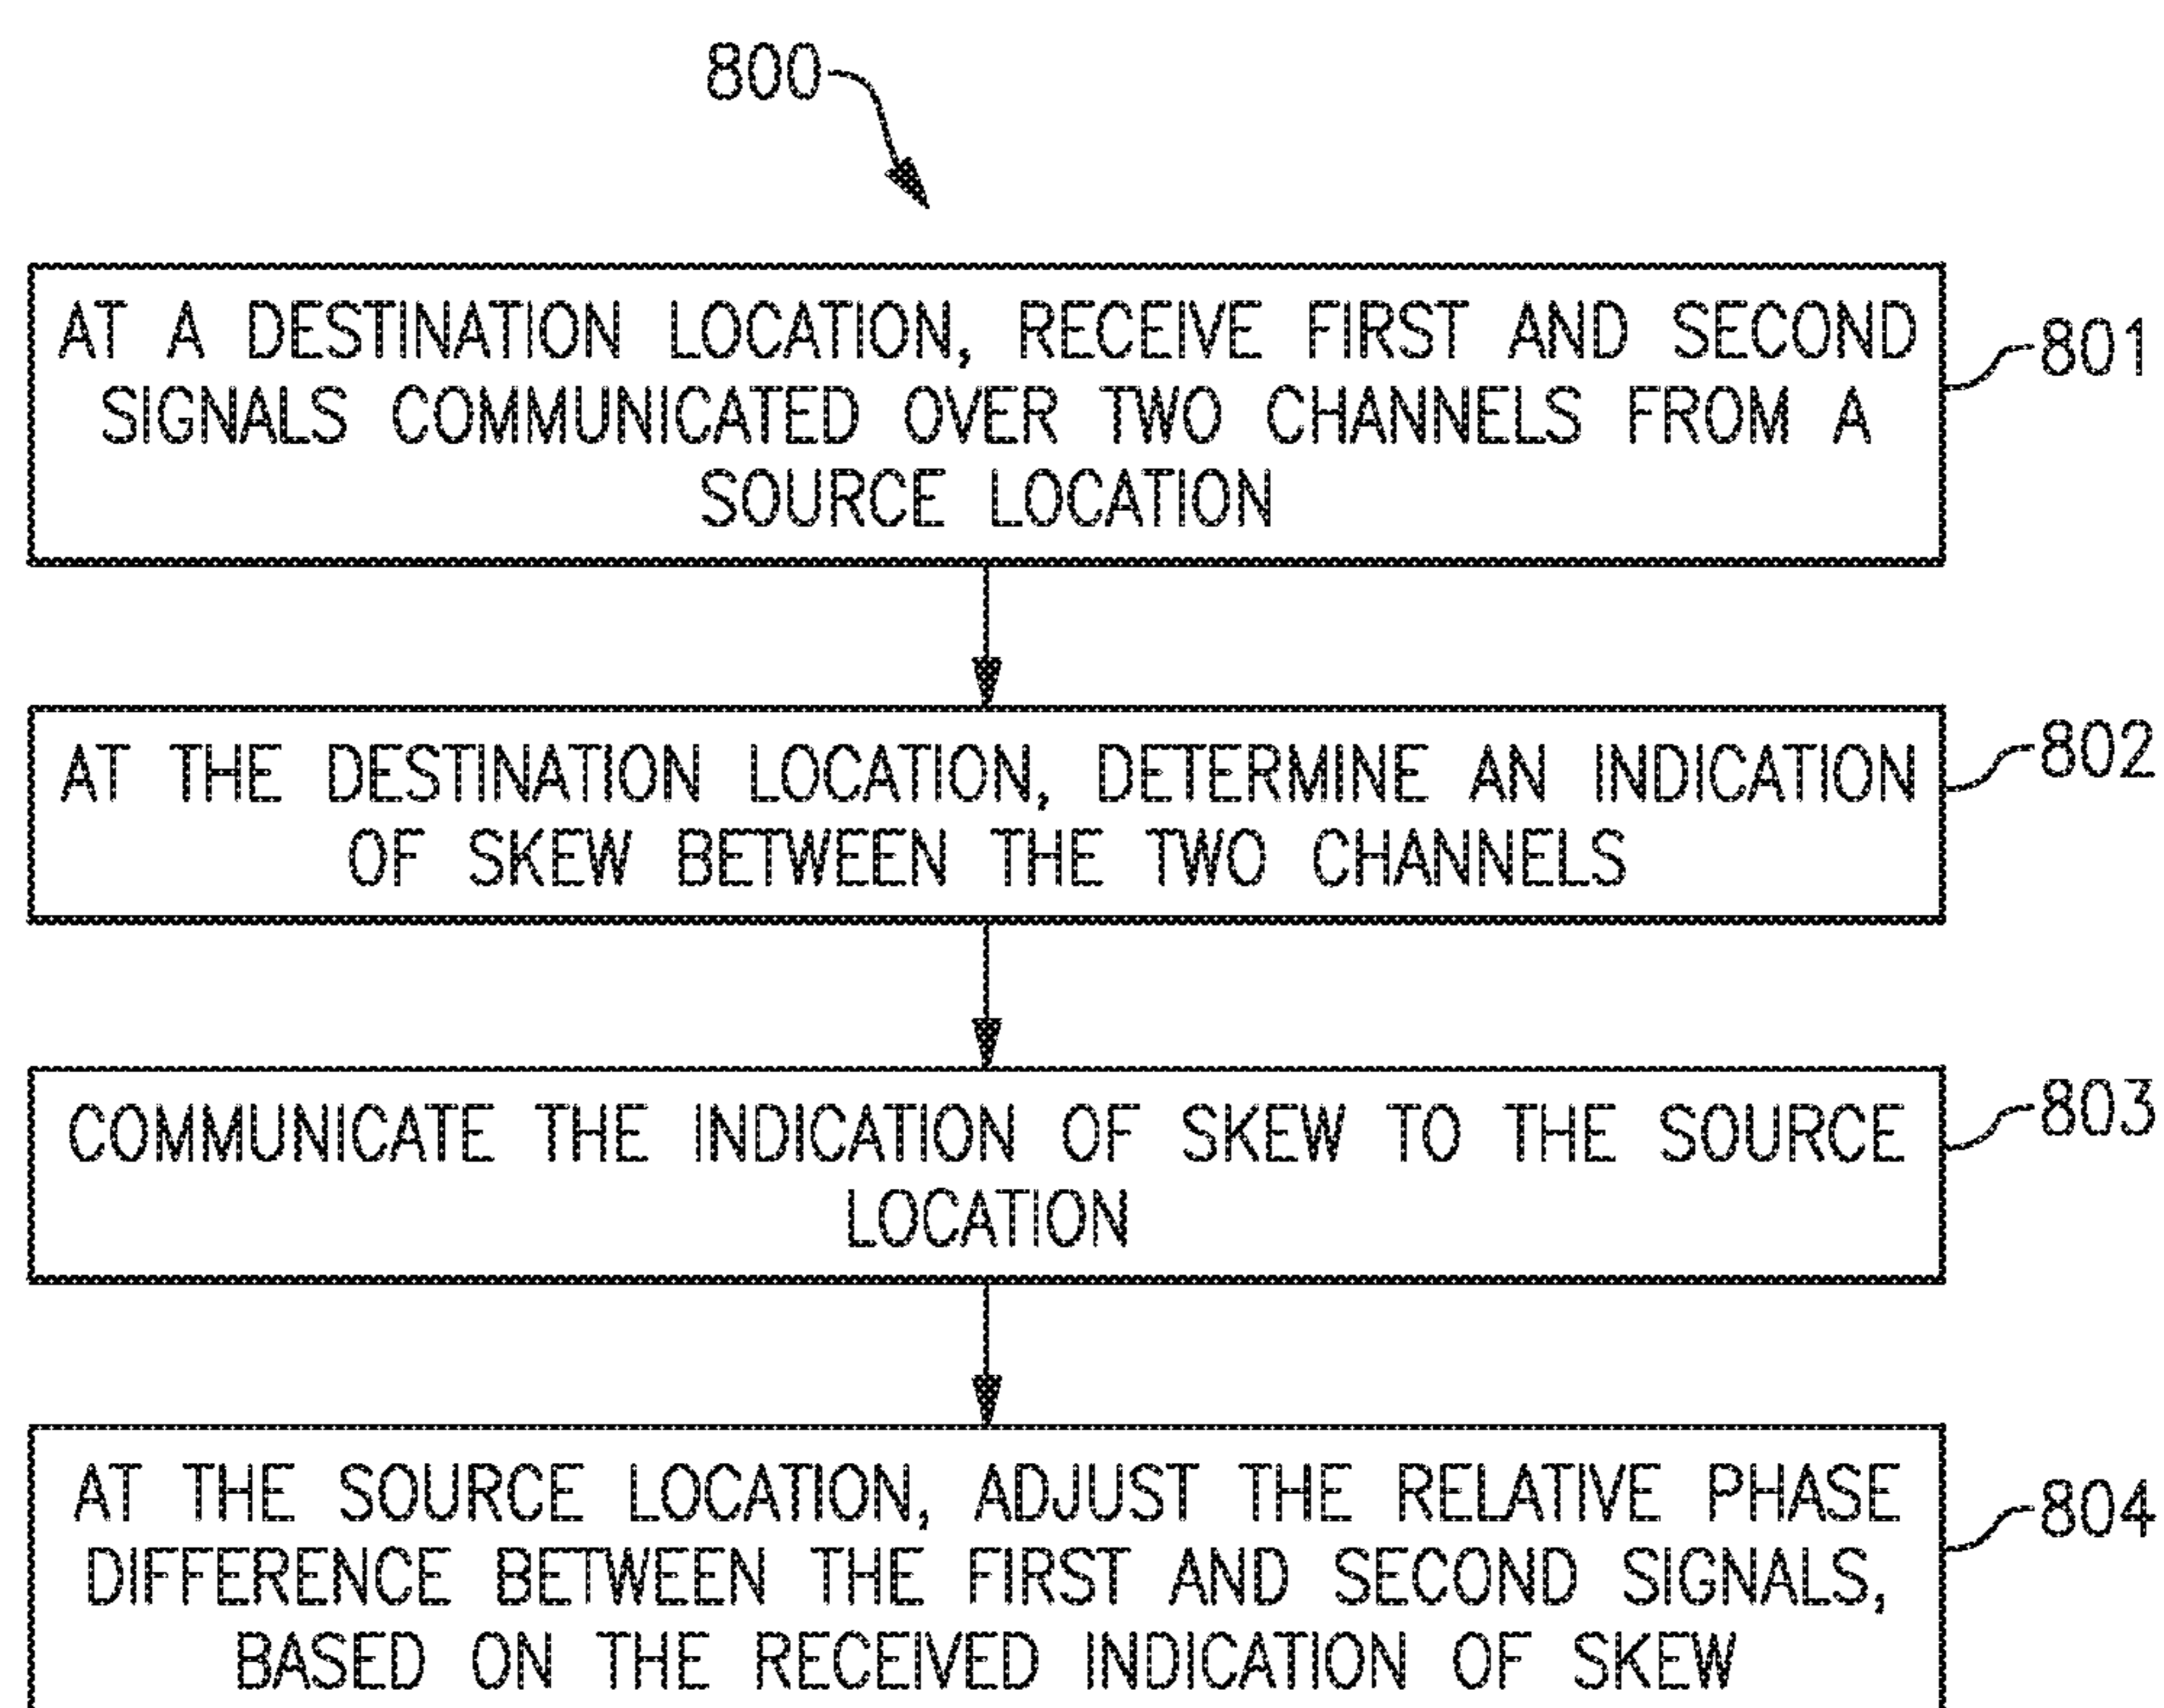 800
AT A DESTINATION LOCATION, RECEIVE FIRST AND SECOND
SIGNALS COMMUNICATED OVER TWO CHANNELS FROM A
SOURCE LOCATION
801
AT THE DESTINATION LOCATION, DETERMINE AN INDICATION
OF SKEW BETWEEN THE TWO CHANNELS
802
COMMUNICATE THE INDICATION OF SKEW TO THE SOURCE
LOCATION
803
AT THE SOURCE LOCATION, ADJUST THE RELATIVE PHASE
DIFFERENCE BETWEEN THE FIRST AND SECOND SIGNALS,
BASED ON THE RECEIVED INDICATION OF SKEW
804